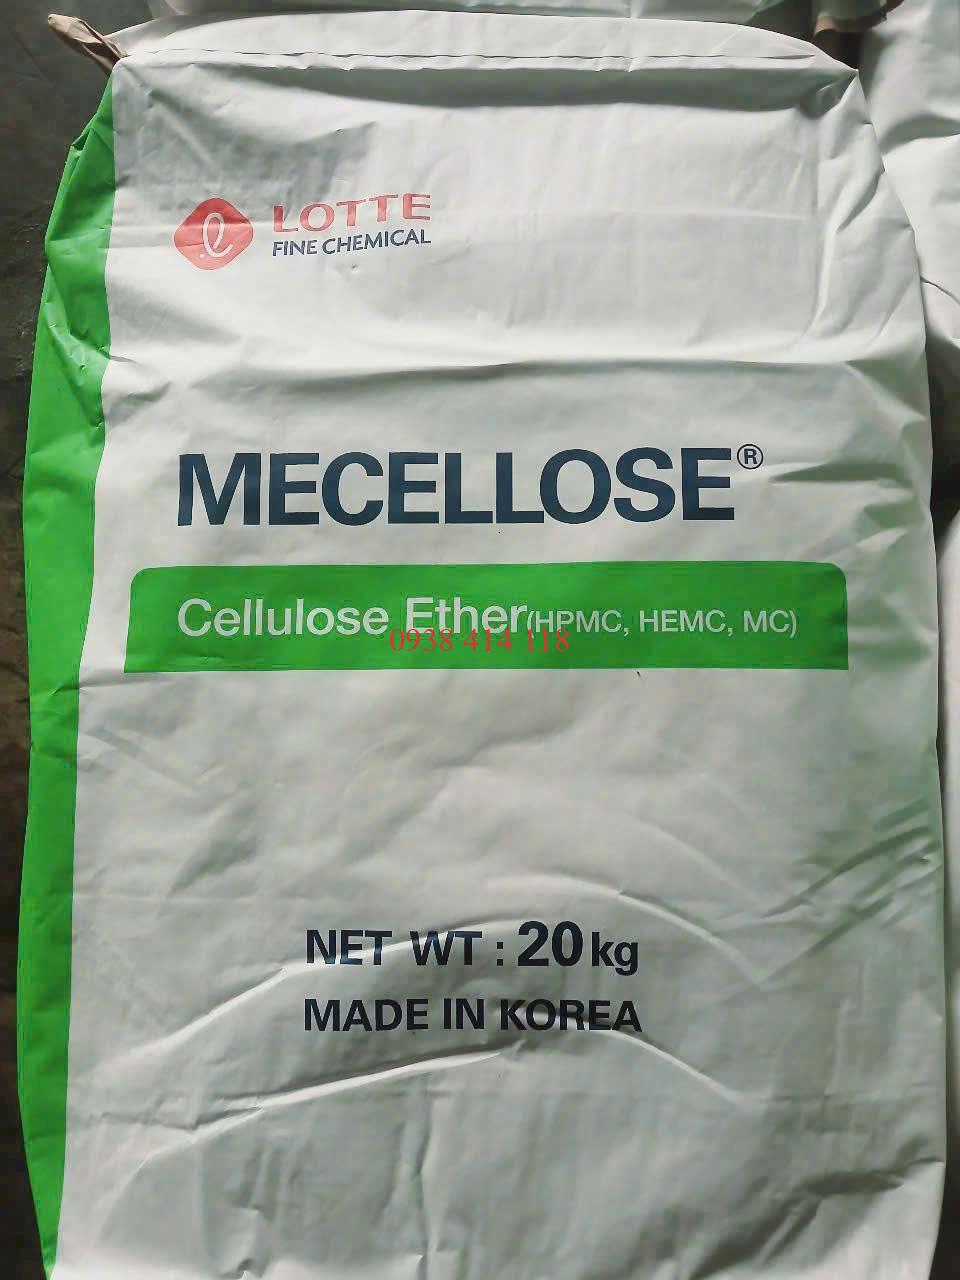 LOTTE
FINE CHEMICAL
MECELLOSE®
Cellulose Ether(HPMC, HEMC, MC)
0938 414 118
NET WT : 20kg
MADE IN KOREA